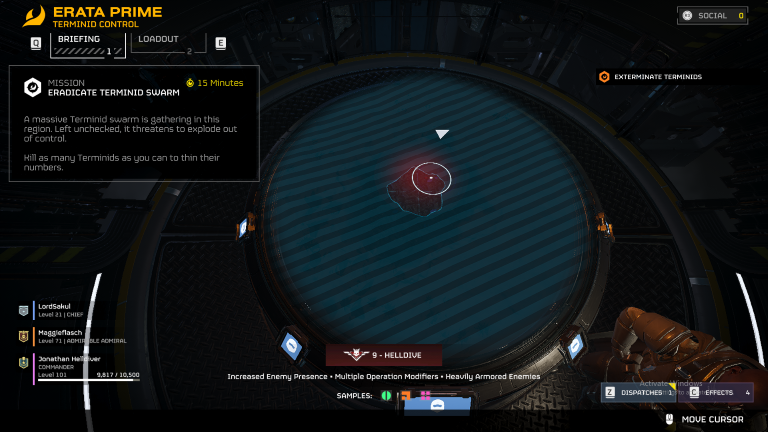 ERATA PRIME
TERMINID CONTROL
SOCIAL 0
Q
BRIEFING
1
LOADOUT
2
E
MISSION
15 Minutes
ERADICATE TERMINID SWARM
EXTERMINATE TERMINIDS
A massive Terminid swarm is gathering in this
region. Left unchecked, it threatens to explode out
of control.
Kill as many Terminids as you can to thin their
numbers.
LordSakul
Level 21 | CHIEF
Maggieflasch
Level 71 | ADMIRABLE ADMIRAL
Jonathan Helldiver
COMMANDER
Level 101
9,817 / 10,500
9 - HELLDIVE
Increased Enemy Presence • Multiple Operation Modifiers • Heavily Armored Enemies
SAMPLES:
Activate Windows
Z DISPATCHES 1
C EFFECTS 4
MOVE CURSOR